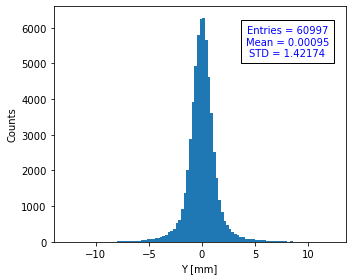 6000
5000
4000
3000
2000
1000
0
Counts
Entries = 60997
Mean = 0.00095
STD = 1.42174
−10 −5 0 5 10
Y [mm]